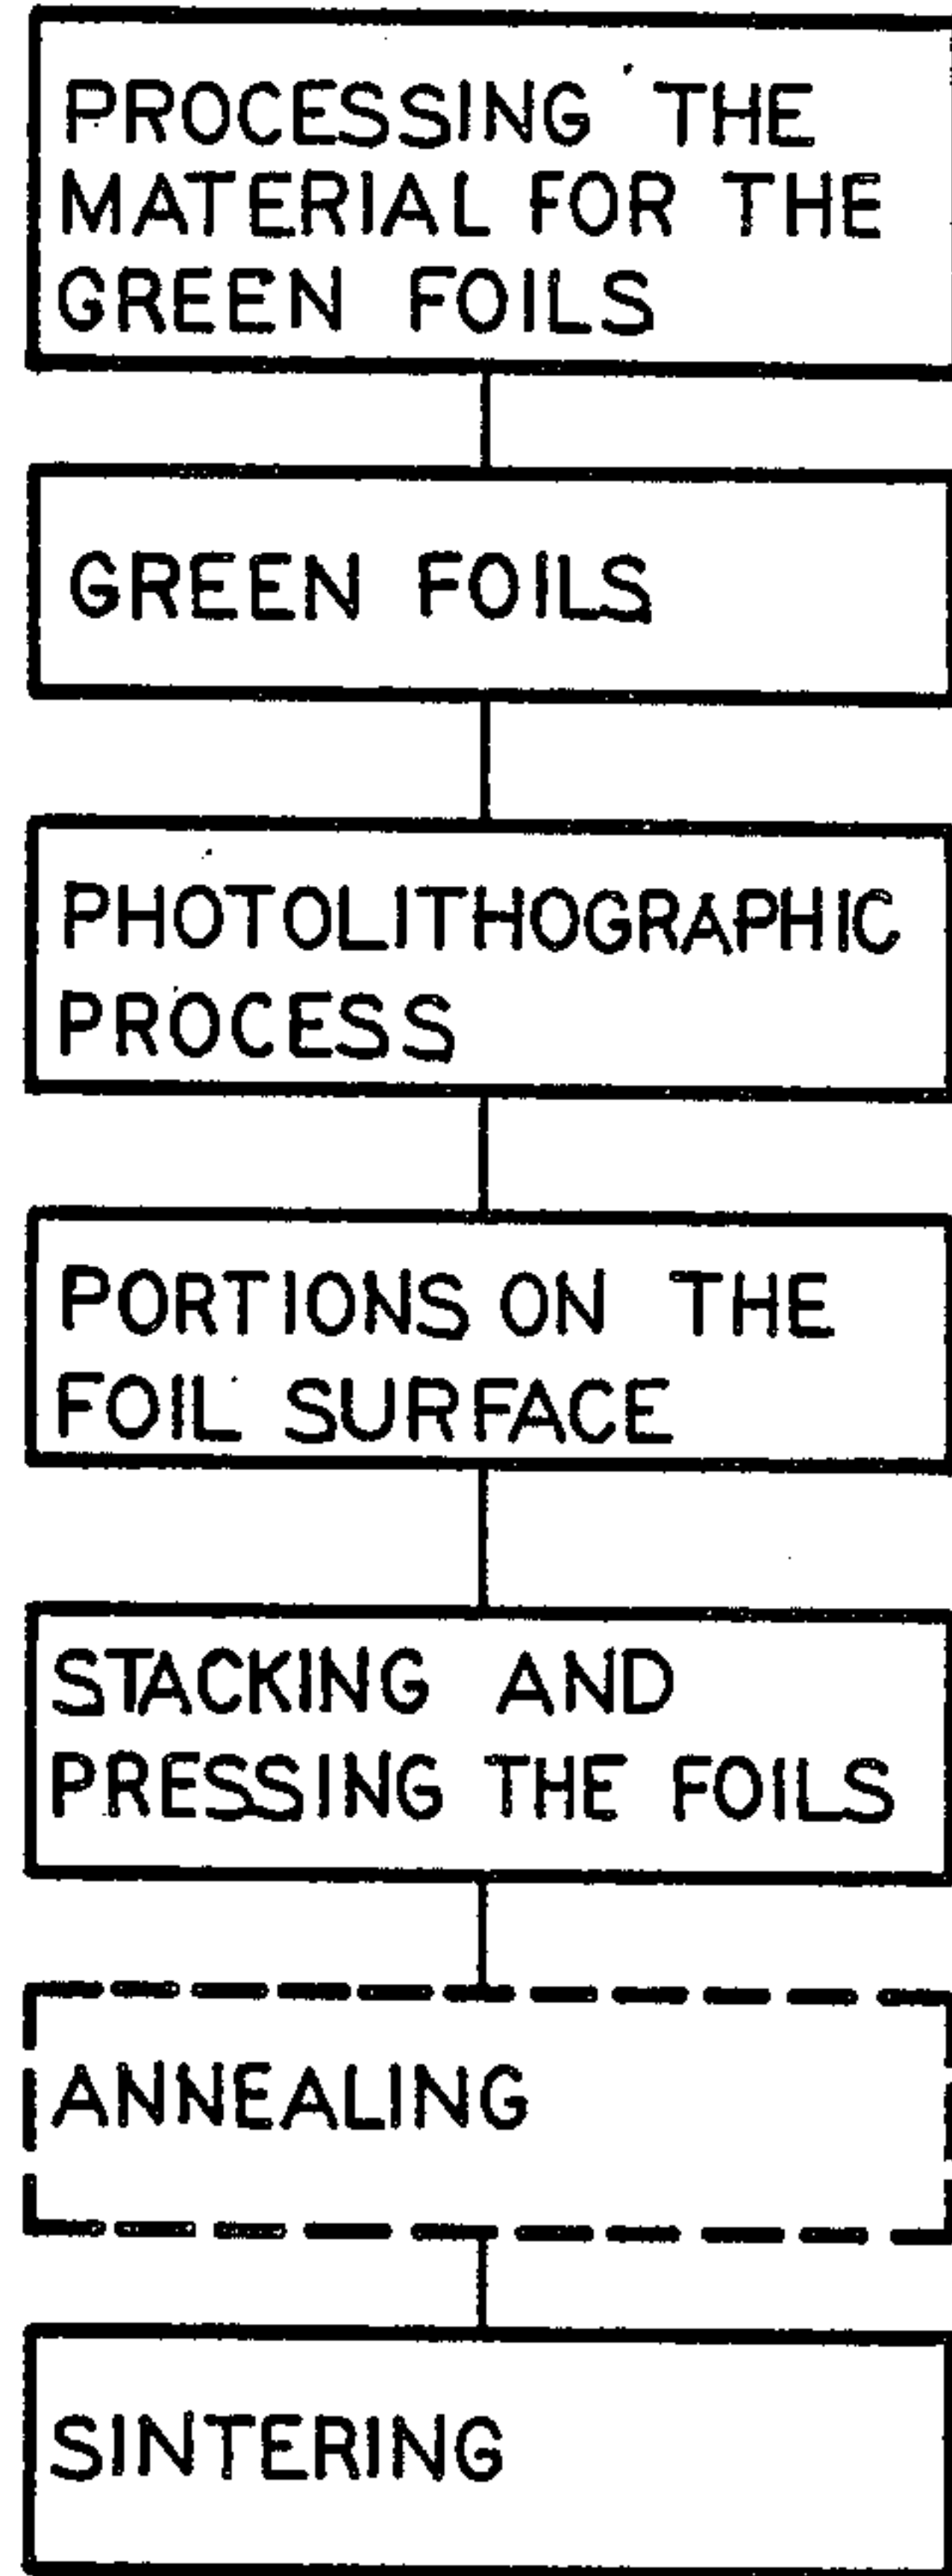 PROCESSING THE
MATERIAL FOR THE
GREEN FOILS
GREEN FOILS
PHOTOLITHOGRAPHIC
PROCESS
PORTIONS ON THE
FOIL SURFACE
STACKING AND
PRESSING THE FOILS
ANNEALING
SINTERING